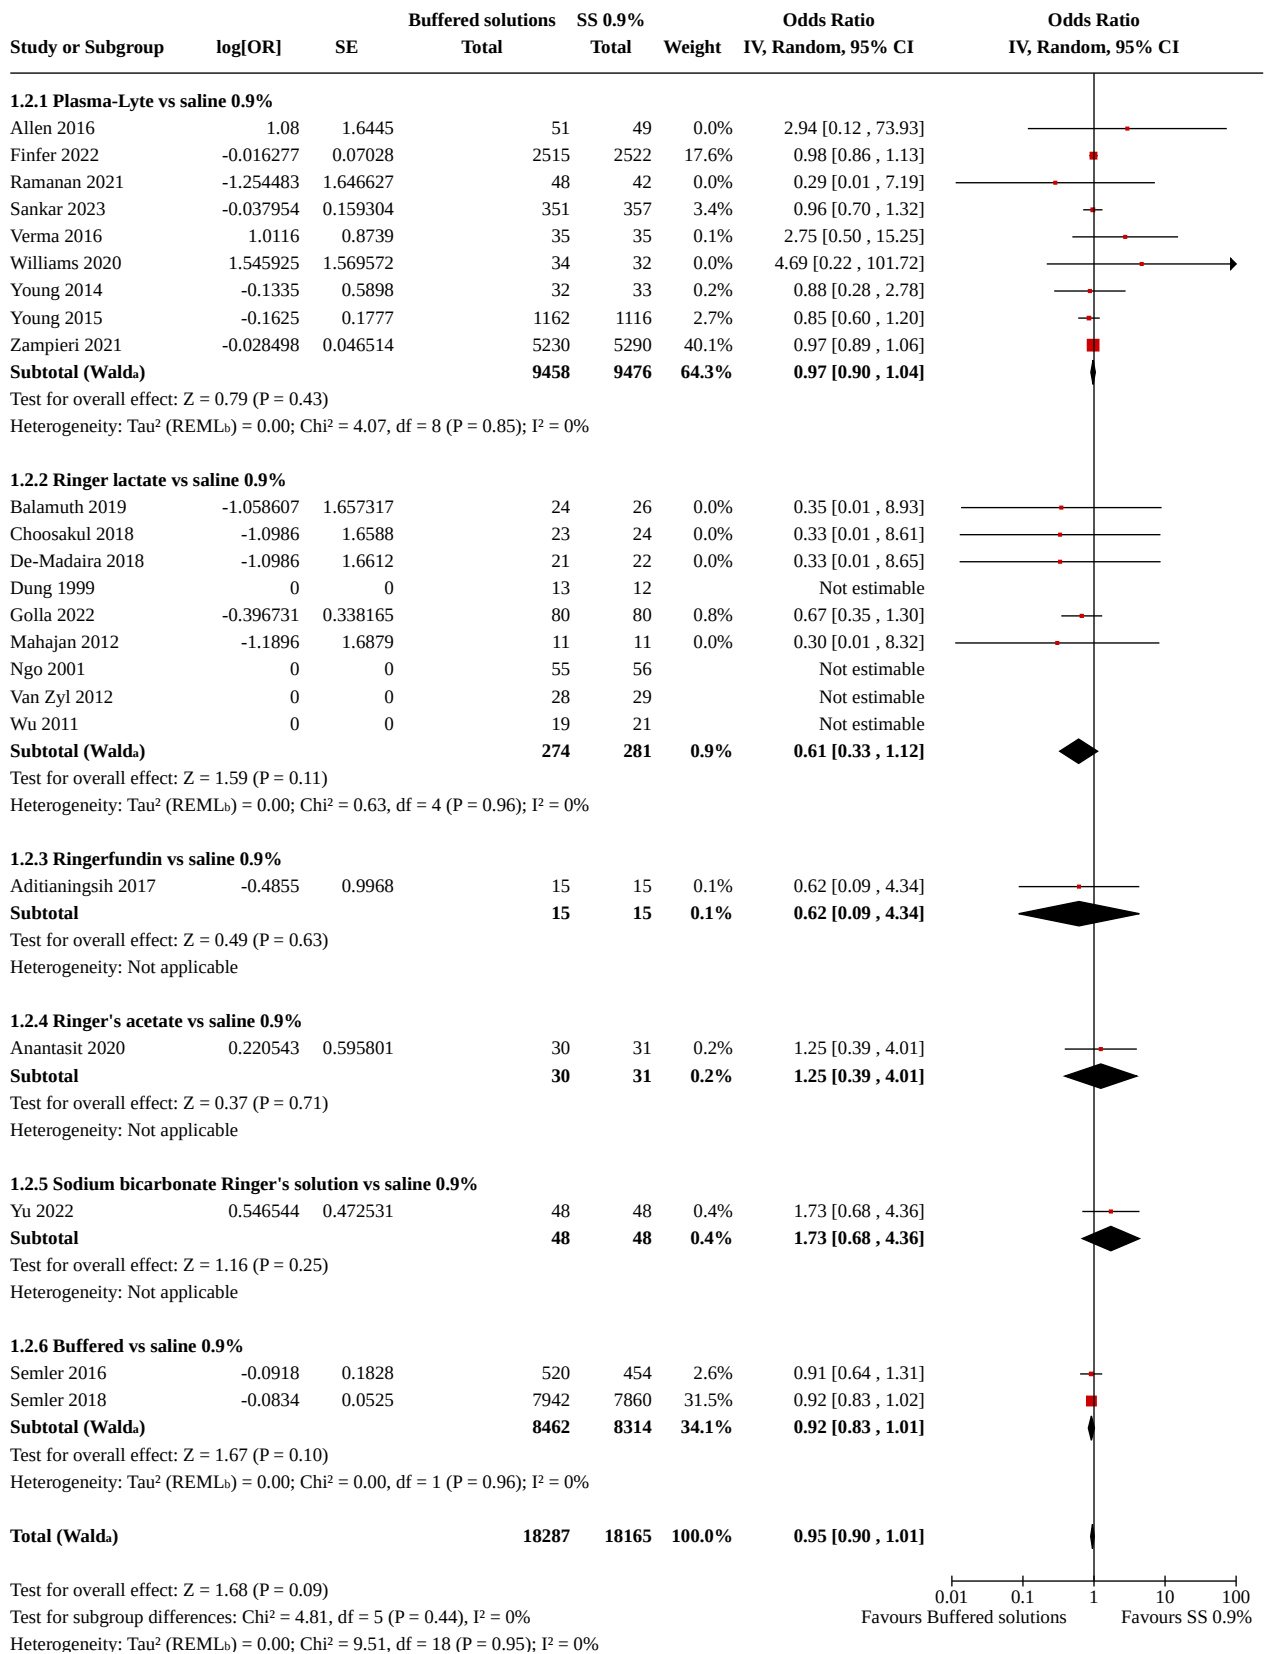 Buffered solutions SS 0.9% Odds Ratio Odds Ratio
Study or Subgroup log[OR] SE Total Total Weight IV, Random, 95% CI IV, Random, 95% CI
1.2.1 Plasma-Lyte vs saline 0.9%
Allen 2016 1.08 1.6445 51 49 0.0% 2.94 [0.12 , 73.93]
Finfer 2022 -0.016277 0.07028 2515 2522 17.6% 0.98 [0.86 , 1.13]
Ramanan 2021 -1.254483 1.646627 48 42 0.0% 0.29 [0.01 , 7.19]
Sankar 2023 -0.037954 0.159304 351 357 3.4% 0.96 [0.70 , 1.32]
Verma 2016 1.0116 0.8739 35 35 0.1% 2.75 [0.50 , 15.25]
Williams 2020 1.545925 1.569572 34 32 0.0% 4.69 [0.22 , 101.72]
Young 2014 -0.1335 0.5898 32 33 0.2% 0.88 [0.28 , 2.78]
Young 2015 -0.1625 0.1777 1162 1116 2.7% 0.85 [0.60 , 1.20]
Zampieri 2021 -0.028498 0.046514 5230 5290 40.1% 0.97 [0.89 , 1.06]
Subtotal (Walda) 9458 9476 64.3% 0.97 [0.90 , 1.04]
Test for overall effect: Z = 0.79 (P = 0.43)
Heterogeneity: Tau² (REMLb) = 0.00; Chi² = 4.07, df = 8 (P = 0.85); I² = 0%
1.2.2 Ringer lactate vs saline 0.9%
Balamuth 2019 -1.058607 1.657317 24 26 0.0% 0.35 [0.01 , 8.93]
Choosakul 2018 -1.0986 1.6588 23 24 0.0% 0.33 [0.01 , 8.61]
De-Madaira 2018 -1.0986 1.6612 21 22 0.0% 0.33 [0.01 , 8.65]
Dung 1999 0 0 13 12 Not estimable
Golla 2022 -0.396731 0.338165 80 80 0.8% 0.67 [0.35 , 1.30]
Mahajan 2012 -1.1896 1.6879 11 11 0.0% 0.30 [0.01 , 8.32]
Ngo 2001 0 0 55 56 Not estimable
Van Zyl 2012 0 0 28 29 Not estimable
Wu 2011 0 0 19 21 Not estimable
Subtotal (Walda) 274 281 0.9% 0.61 [0.33 , 1.12]
Test for overall effect: Z = 1.59 (P = 0.11)
Heterogeneity: Tau² (REMLb) = 0.00; Chi² = 0.63, df = 4 (P = 0.96); I² = 0%
1.2.3 Ringerfundin vs saline 0.9%
Aditianingsih 2017 -0.4855 0.9968 15 15 0.1% 0.62 [0.09 , 4.34]
Subtotal 15 15 0.1% 0.62 [0.09 , 4.34]
Test for overall effect: Z = 0.49 (P = 0.63)
Heterogeneity: Not applicable
1.2.4 Ringer's acetate vs saline 0.9%
Anantasit 2020 0.220543 0.595801 30 31 0.2% 1.25 [0.39 , 4.01]
Subtotal 30 31 0.2% 1.25 [0.39 , 4.01]
Test for overall effect: Z = 0.37 (P = 0.71)
Heterogeneity: Not applicable
1.2.5 Sodium bicarbonate Ringer's solution vs saline 0.9%
Yu 2022 0.546544 0.472531 48 48 0.4% 1.73 [0.68 , 4.36]
Subtotal 48 48 0.4% 1.73 [0.68 , 4.36]
Test for overall effect: Z = 1.16 (P = 0.25)
Heterogeneity: Not applicable
1.2.6 Buffered vs saline 0.9%
Semler 2016 -0.0918 0.1828 520 454 2.6% 0.91 [0.64 , 1.31]
Semler 2018 -0.0834 0.0525 7942 7860 31.5% 0.92 [0.83 , 1.02]
Subtotal (Walda) 8462 8314 34.1% 0.92 [0.83 , 1.01]
Test for overall effect: Z = 1.67 (P = 0.10)
Heterogeneity: Tau² (REMLb) = 0.00; Chi² = 0.00, df = 1 (P = 0.96); I² = 0%
Total (Walda) 18287 18165 100.0% 0.95 [0.90 , 1.01]
Test for overall effect: Z = 1.68 (P = 0.09) 0.01 0.1 1 10 100
Test for subgroup differences: Chi² = 4.81, df = 5 (P = 0.44), I² = 0% Favours Buffered solutions Favours SS 0.9%
Heterogeneity: Tau² (REMLb) = 0.00; Chi² = 9.51, df = 18 (P = 0.95); I² = 0%